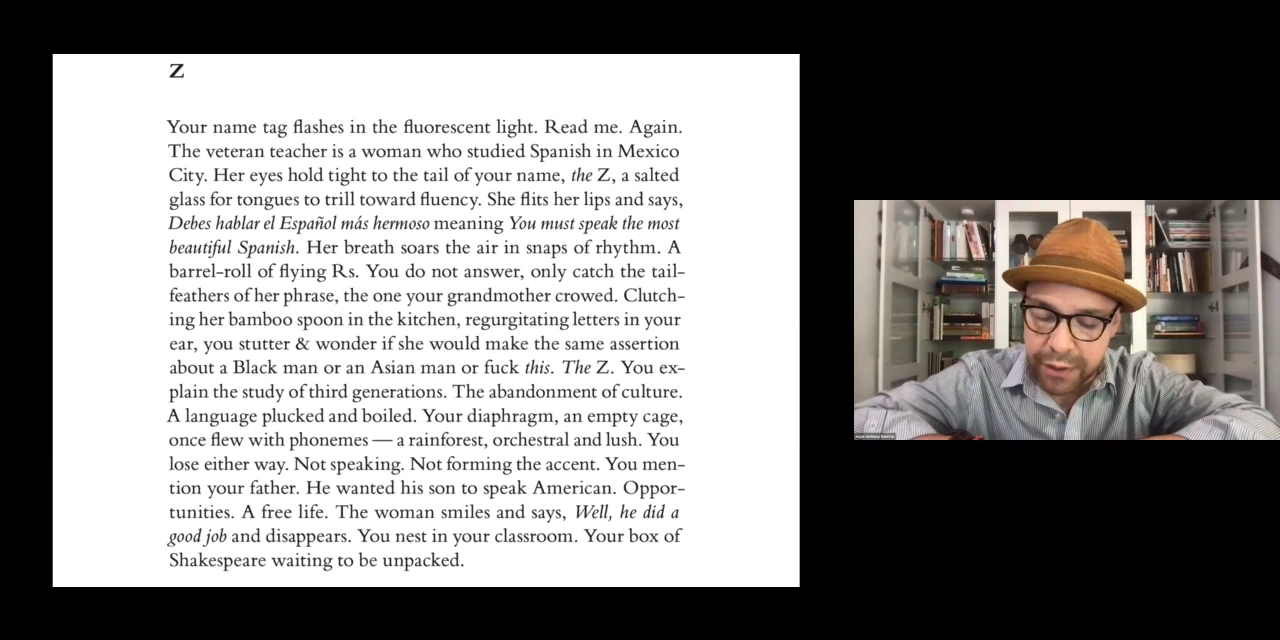 Z
Your name tag flashes in the fluorescent light. Read me. Again.
The veteran teacher is a woman who studied Spanish in Mexico
City. Her eyes hold tight to the tail of your name, the Z, a salted
glass for tongues to trill toward fluency. She flits her lips and says,
Debes hablar el Español más hermoso meaning You must speak the most
beautiful Spanish. Her breath soars the air in snaps of rhythm. A
barrel-roll of flying Rs. You do not answer, only catch the tail-
feathers of her phrase, the one your grandmother crowed. Clutch-
ing her bamboo spoon in the kitchen, regurgitating letters in your
ear, you stutter & wonder if she would make the same assertion
about a Black man or an Asian man or fuck this. The Z. You ex-
plain the study of third generations. The abandonment of culture.
A language plucked and boiled. Your diaphragm, an empty cage,
once flew with phonemes — a rainforest, orchestral and lush. You
lose either way. Not speaking. Not forming the accent. You men-
tion your father. He wanted his son to speak American. Oppor-
tunities. A free life. The woman smiles and says, Well, he did a
good job and disappears. You nest in your classroom. Your box of
Shakespeare waiting to be unpacked.